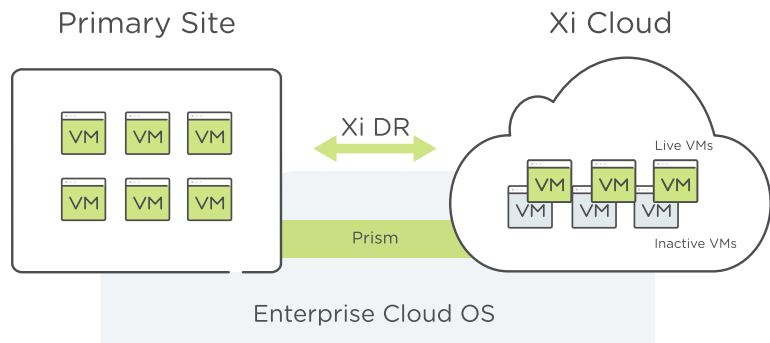 Primary Site
Xi Cloud
Xi DR
VM VM VM
VM VM VM
Live VMs
VM VM VM
VM VM VM
Inactive VMs
Prism
Enterprise Cloud OS